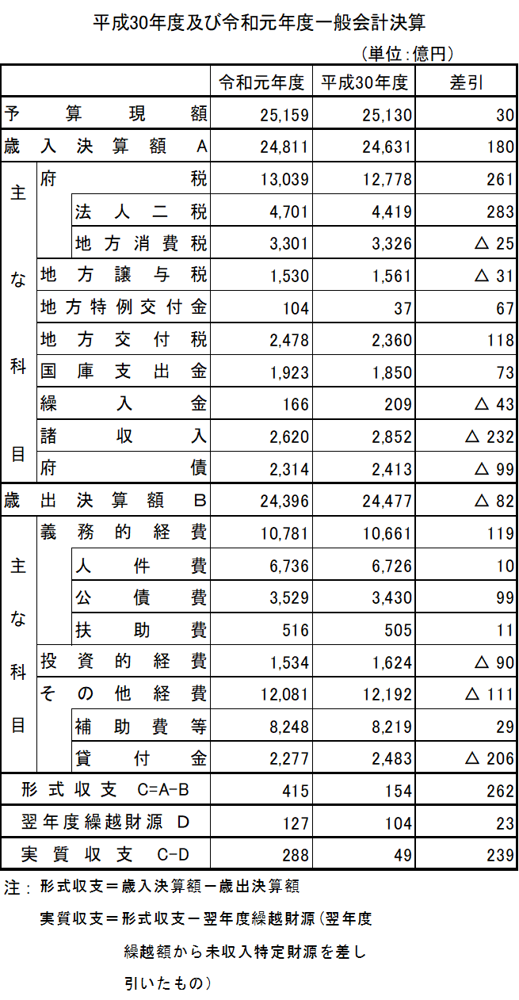 平成30年度及び令和元年度一般会計決算
(単位:億円)
令和元年度 平成30年度 差引
予算現額 25,159 25,130 30
歳入決算額 A 24,811 24,631 180
主な科目
府税 13,039 12,778 261
法人二税 4,701 4,419 283
地方消費税 3,301 3,326 △ 25
地方譲与税 1,530 1,561 △ 31
地方特例交付金 104 37 67
地方交付税 2,478 2,360 118
国庫支出金 1,923 1,850 73
繰入金 166 209 △ 43
諸収入 2,620 2,852 △ 232
府債 2,314 2,413 △ 99
歳出決算額 B 24,396 24,477 △ 82
主な科目
義務的経費 10,781 10,661 119
人件費 6,736 6,726 10
公債費 3,529 3,430 99
扶助費 516 505 11
投資的経費 1,534 1,624 △ 90
その他経費 12,081 12,192 △ 111
補助費等 8,248 8,219 29
貸付金 2,277 2,483 △ 206
形式収支 C=A-B 415 154 262
翌年度繰越財源 D 127 104 23
実質収支 C-D 288 49 239
注: 形式収支=歳入決算額-歳出決算額
実質収支=形式収支-翌年度繰越財源(翌年度
繰越額から未収入特定財源を差し
引いたもの)